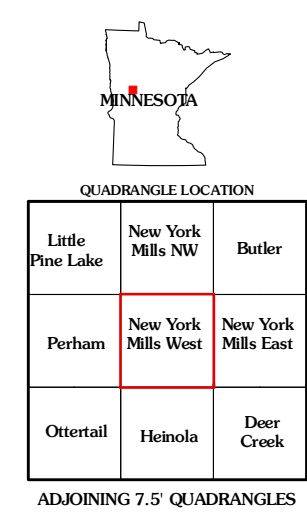 MINNESOTA
QUADRANGLE LOCATION
Little
Pine Lake
New York
Mills NW
Butler
Perham
New York
Mills West
New York
Mills East
Ottertail
Heinola
Deer
Creek
ADJOINING 7.5' QUADRANGLES